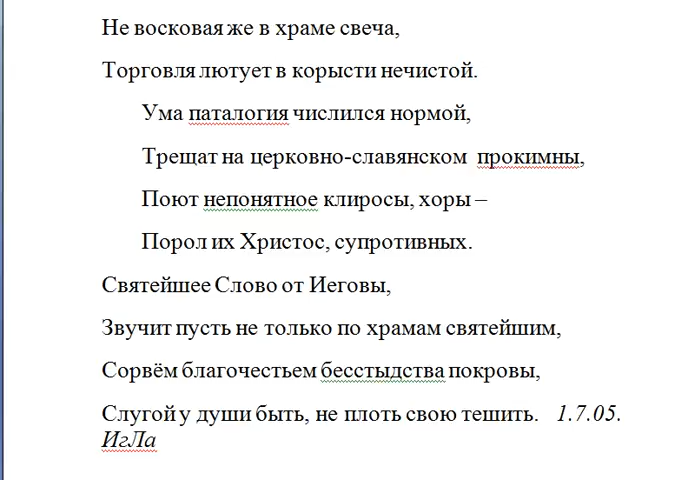 Не восковая же в храме свеча,
Торговля лютует в корысти нечистой.
Ума паталогия числился нормой,
Трещат на церковно-славянском прокимны,
Поют непонятное клиросы, хоры –
Порол их Христос, супротивных.
Святейшее Слово от Иеговы,
Звучит пусть не только по храмам святейшим,
Сорвём благочестьем бесстыдства покровы,
Слугой у души быть, не плоть свою тешить. 1.7.05.
ИгЛа